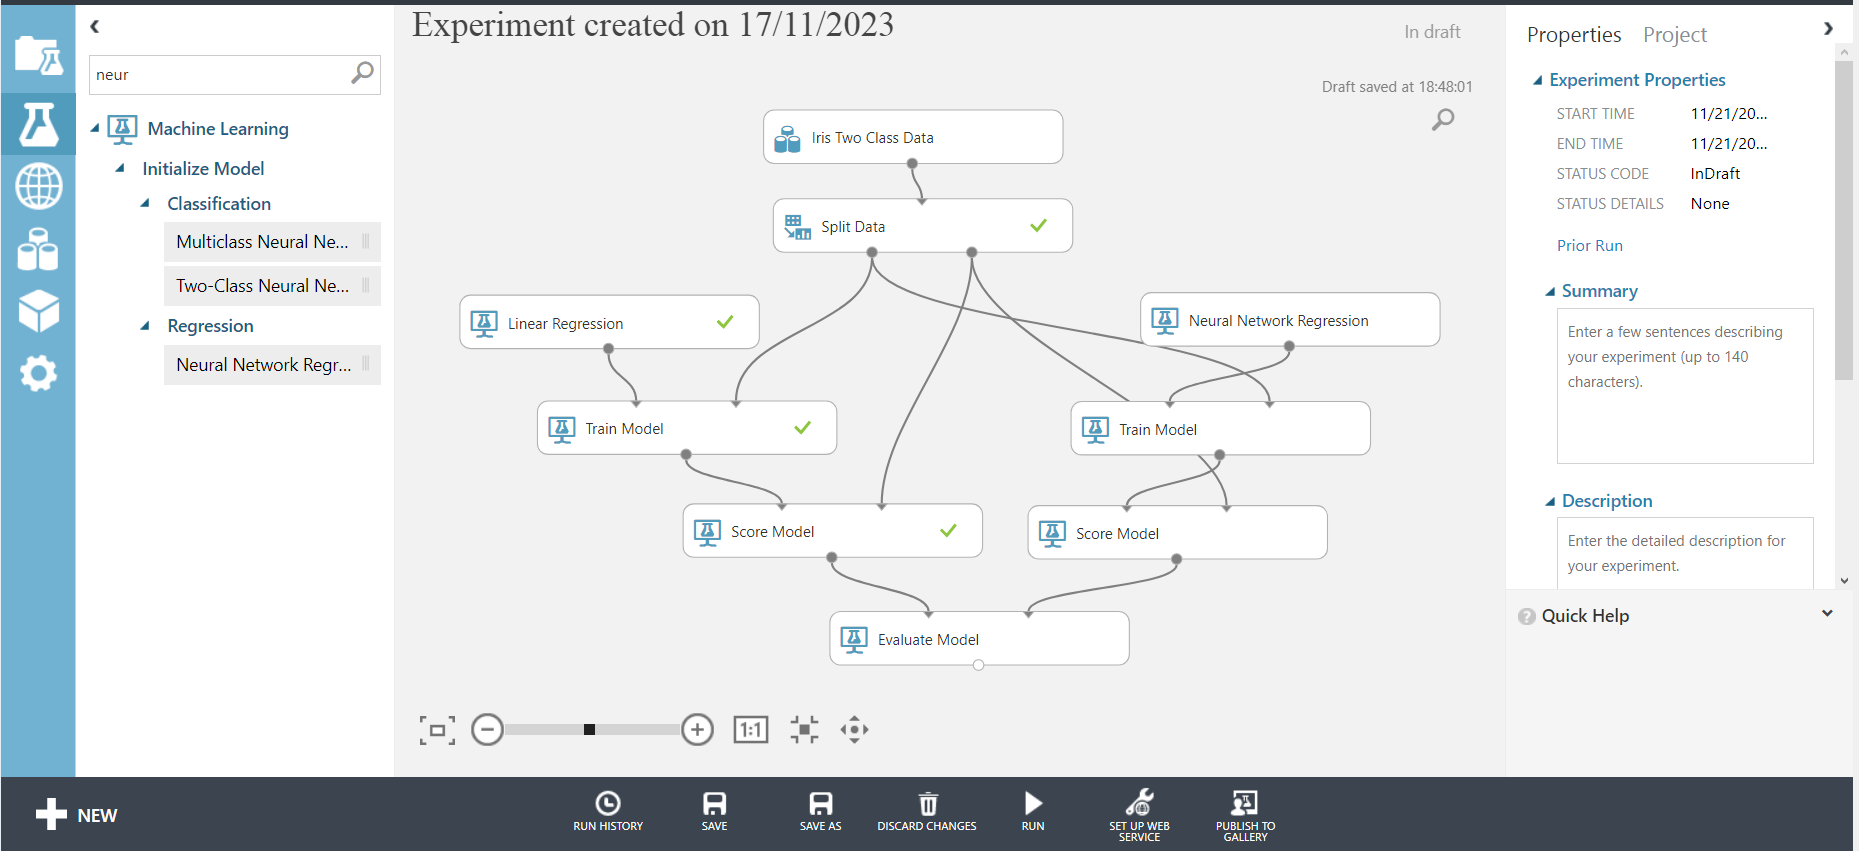 Experiment created on 17/11/2023
In draft
Draft saved at 18:48:01
neur
Machine Learning
Initialize Model
Classification
Multiclass Neural Ne...
Two-Class Neural Ne...
Regression
Neural Network Regr...
Iris Two Class Data
Split Data
Linear Regression
Neural Network Regression
Train Model
Train Model
Score Model
Score Model
Evaluate Model
1:1
Properties
Project
Experiment Properties
START TIME 11/21/20...
END TIME 11/21/20...
STATUS CODE InDraft
STATUS DETAILS None
Prior Run
Summary
Enter a few sentences describing
your experiment (up to 140
characters).
Description
Enter the detailed description for
your experiment.
? Quick Help
NEW
RUN HISTORY
SAVE
SAVE AS
DISCARD CHANGES
RUN
SET UP WEB
SERVICE
PUBLISH TO
GALLERY